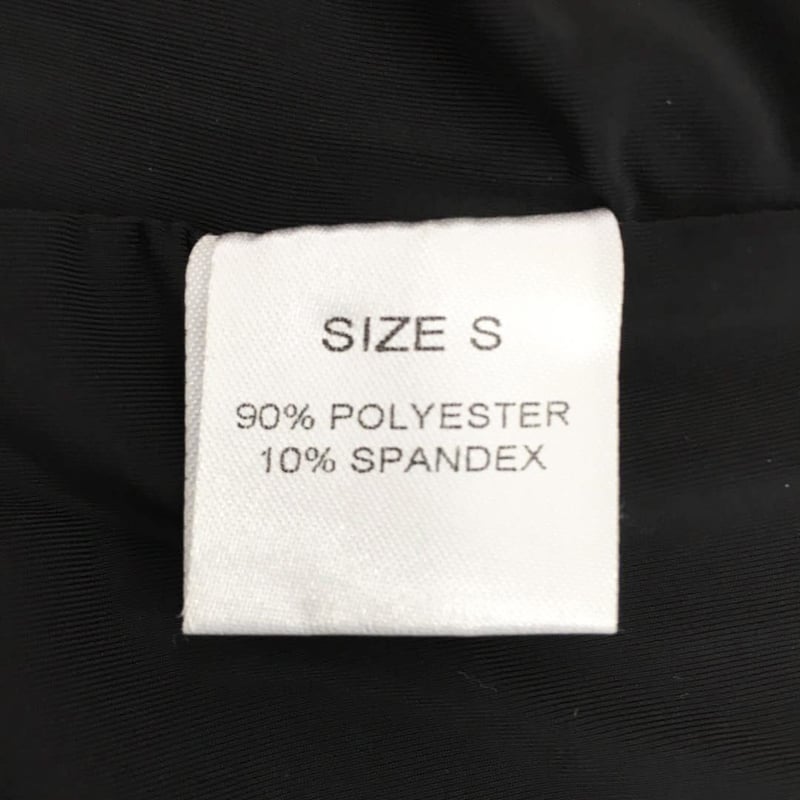 SIZE S
90% POLYESTER
10% SPANDEX